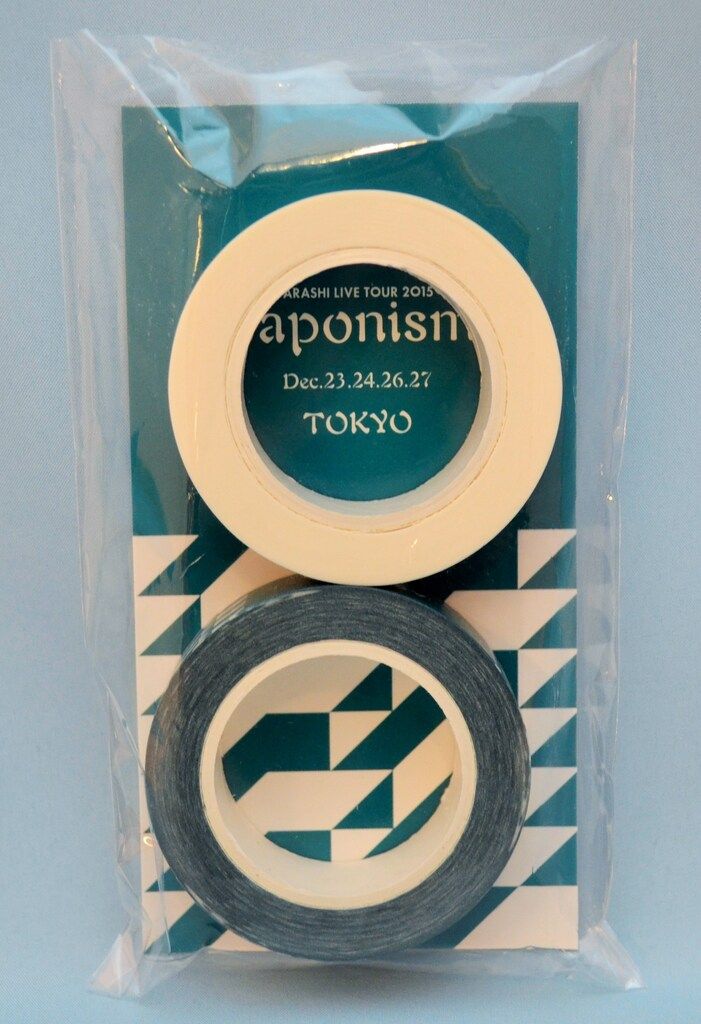 ARASHI LIVE TOUR 2015
aponism
Dec.23.24.26.27
TOKYO